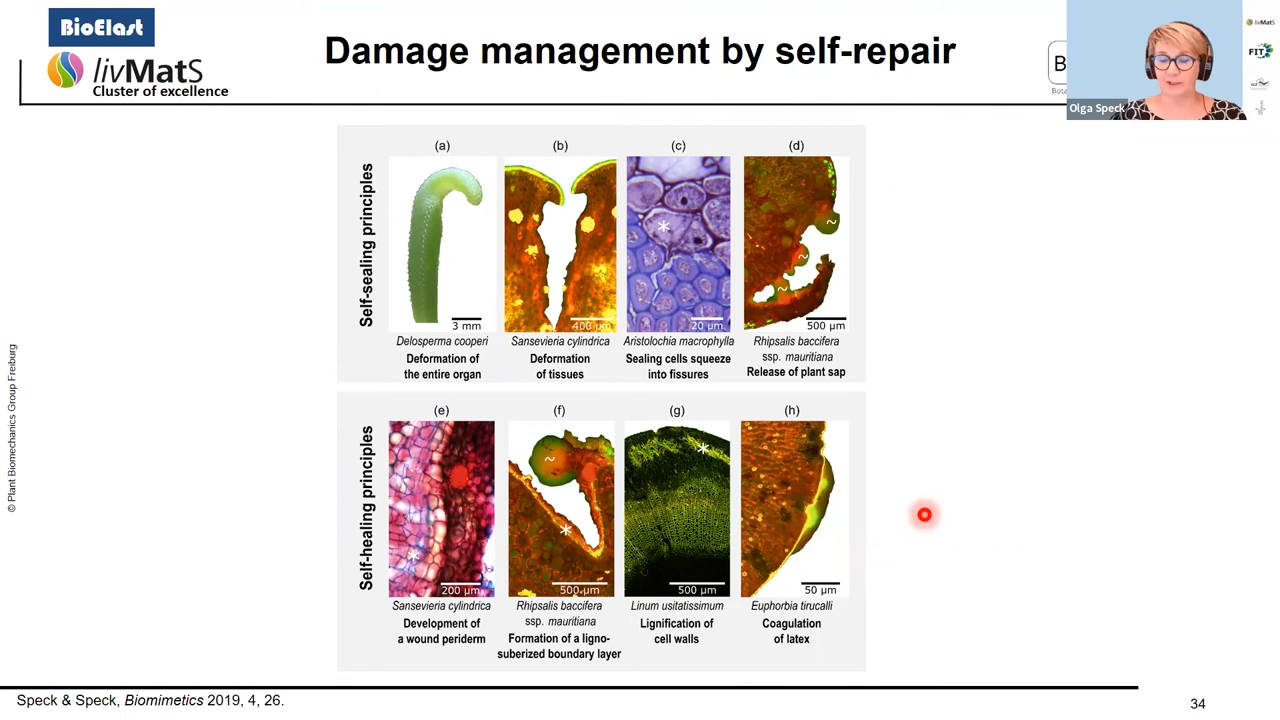 BioElast
livMatS
Cluster of excellence
Damage management by self-repair
B
Bota
Olga Speck
livMatS
FIT
Self-sealing principles
(a)
(b)
(c)
(d)
*
~
~
~
3 mm
400 µm
20 µm
500 µm
Delosperma cooperi
Deformation of
the entire organ
Sansevieria cylindrica
Deformation
of tissues
Aristolochia macrophylla
Sealing cells squeeze
into fissures
Rhipsalis baccifera
ssp. mauritiana
Release of plant sap
Self-healing principles
(e)
(f)
(g)
(h)
*
~
*
*
200 µm
500 µm
500 µm
50 µm
Sansevieria cylindrica
Development of
a wound periderm
Rhipsalis baccifera
ssp. mauritiana
Formation of a ligno-
suberized boundary layer
Linum usitatissimum
Lignification of
cell walls
Euphorbia tirucalli
Coagulation
of latex
© Plant Biomechanics Group Freiburg
Speck & Speck, Biomimetics 2019, 4, 26.
34